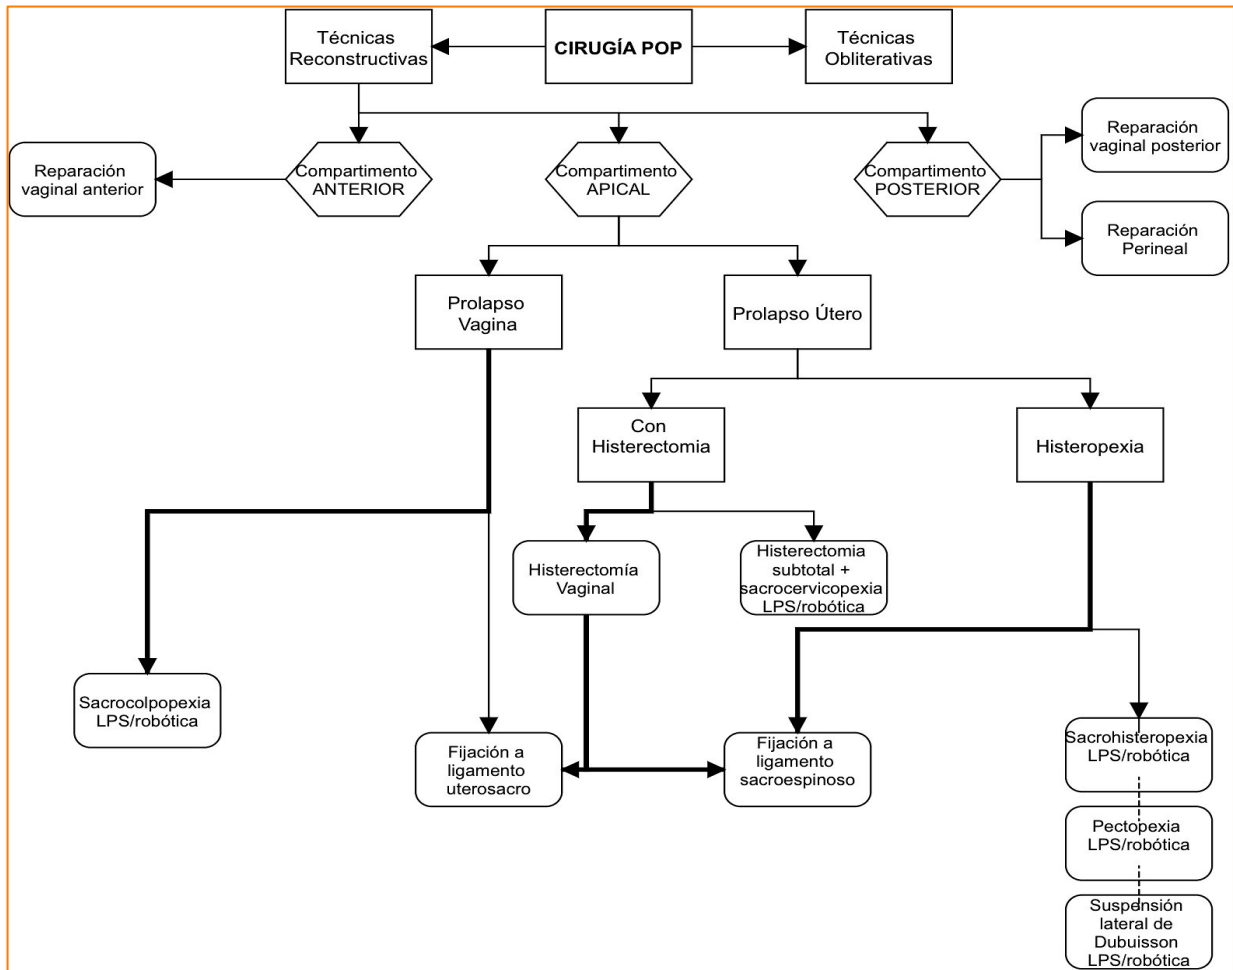 Técnicas
Reconstructivas
CIRUGÍA POP
Técnicas
Obliterativas
Reparación
vaginal anterior
Compartimento
ANTERIOR
Compartimento
APICAL
Compartimento
POSTERIOR
Reparación
vaginal posterior
Reparación
Perineal
Prolapso
Vagina
Prolapso Útero
Con
Histerectomia
Histeropexia
Histerectomía
Vaginal
Histerectomia
subtotal +
sacrocervicopexia
LPS/robótica
Sacrocolpopexia
LPS/robótica
Fijación a
ligamento
uterosacro
Fijación a
ligamento
sacroespinoso
Sacrohisteropexia
LPS/robótica
Pectopexia
LPS/robótica
Suspensión
lateral de
Dubuisson
LPS/robótica